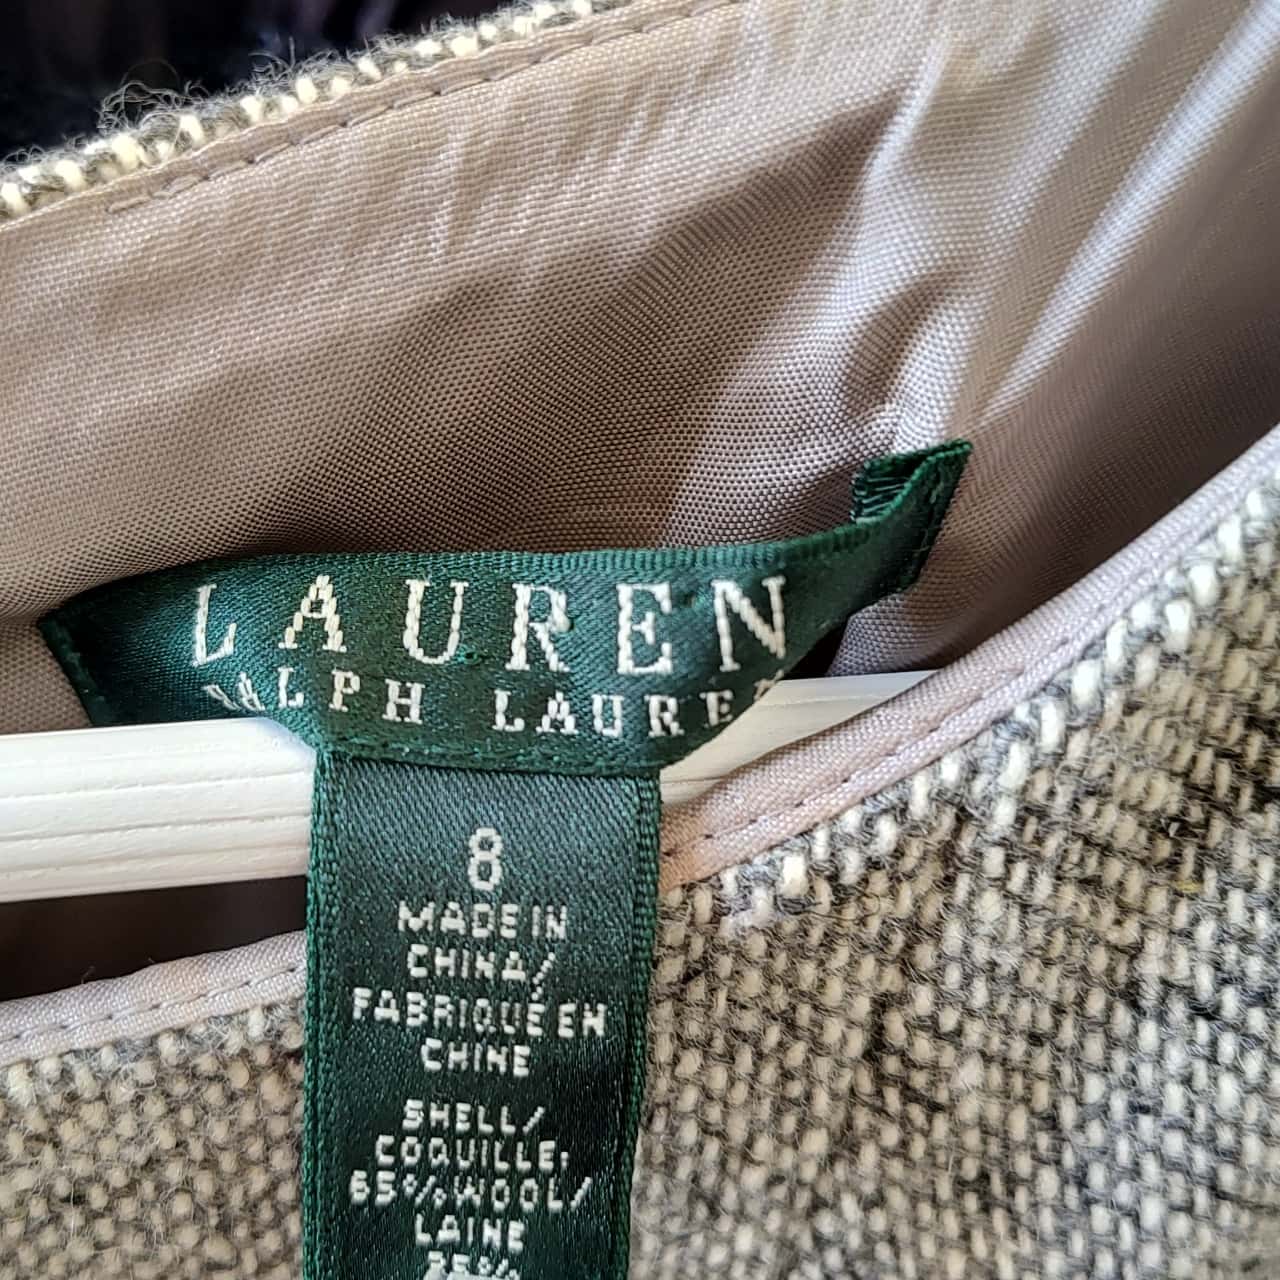 LAUREN
RALPH LAUREN
8
MADE IN
CHINA/
FABRIQUÉ EN
CHINE
SHELL/
COQUILLE,
65% WOOL/
LAINE